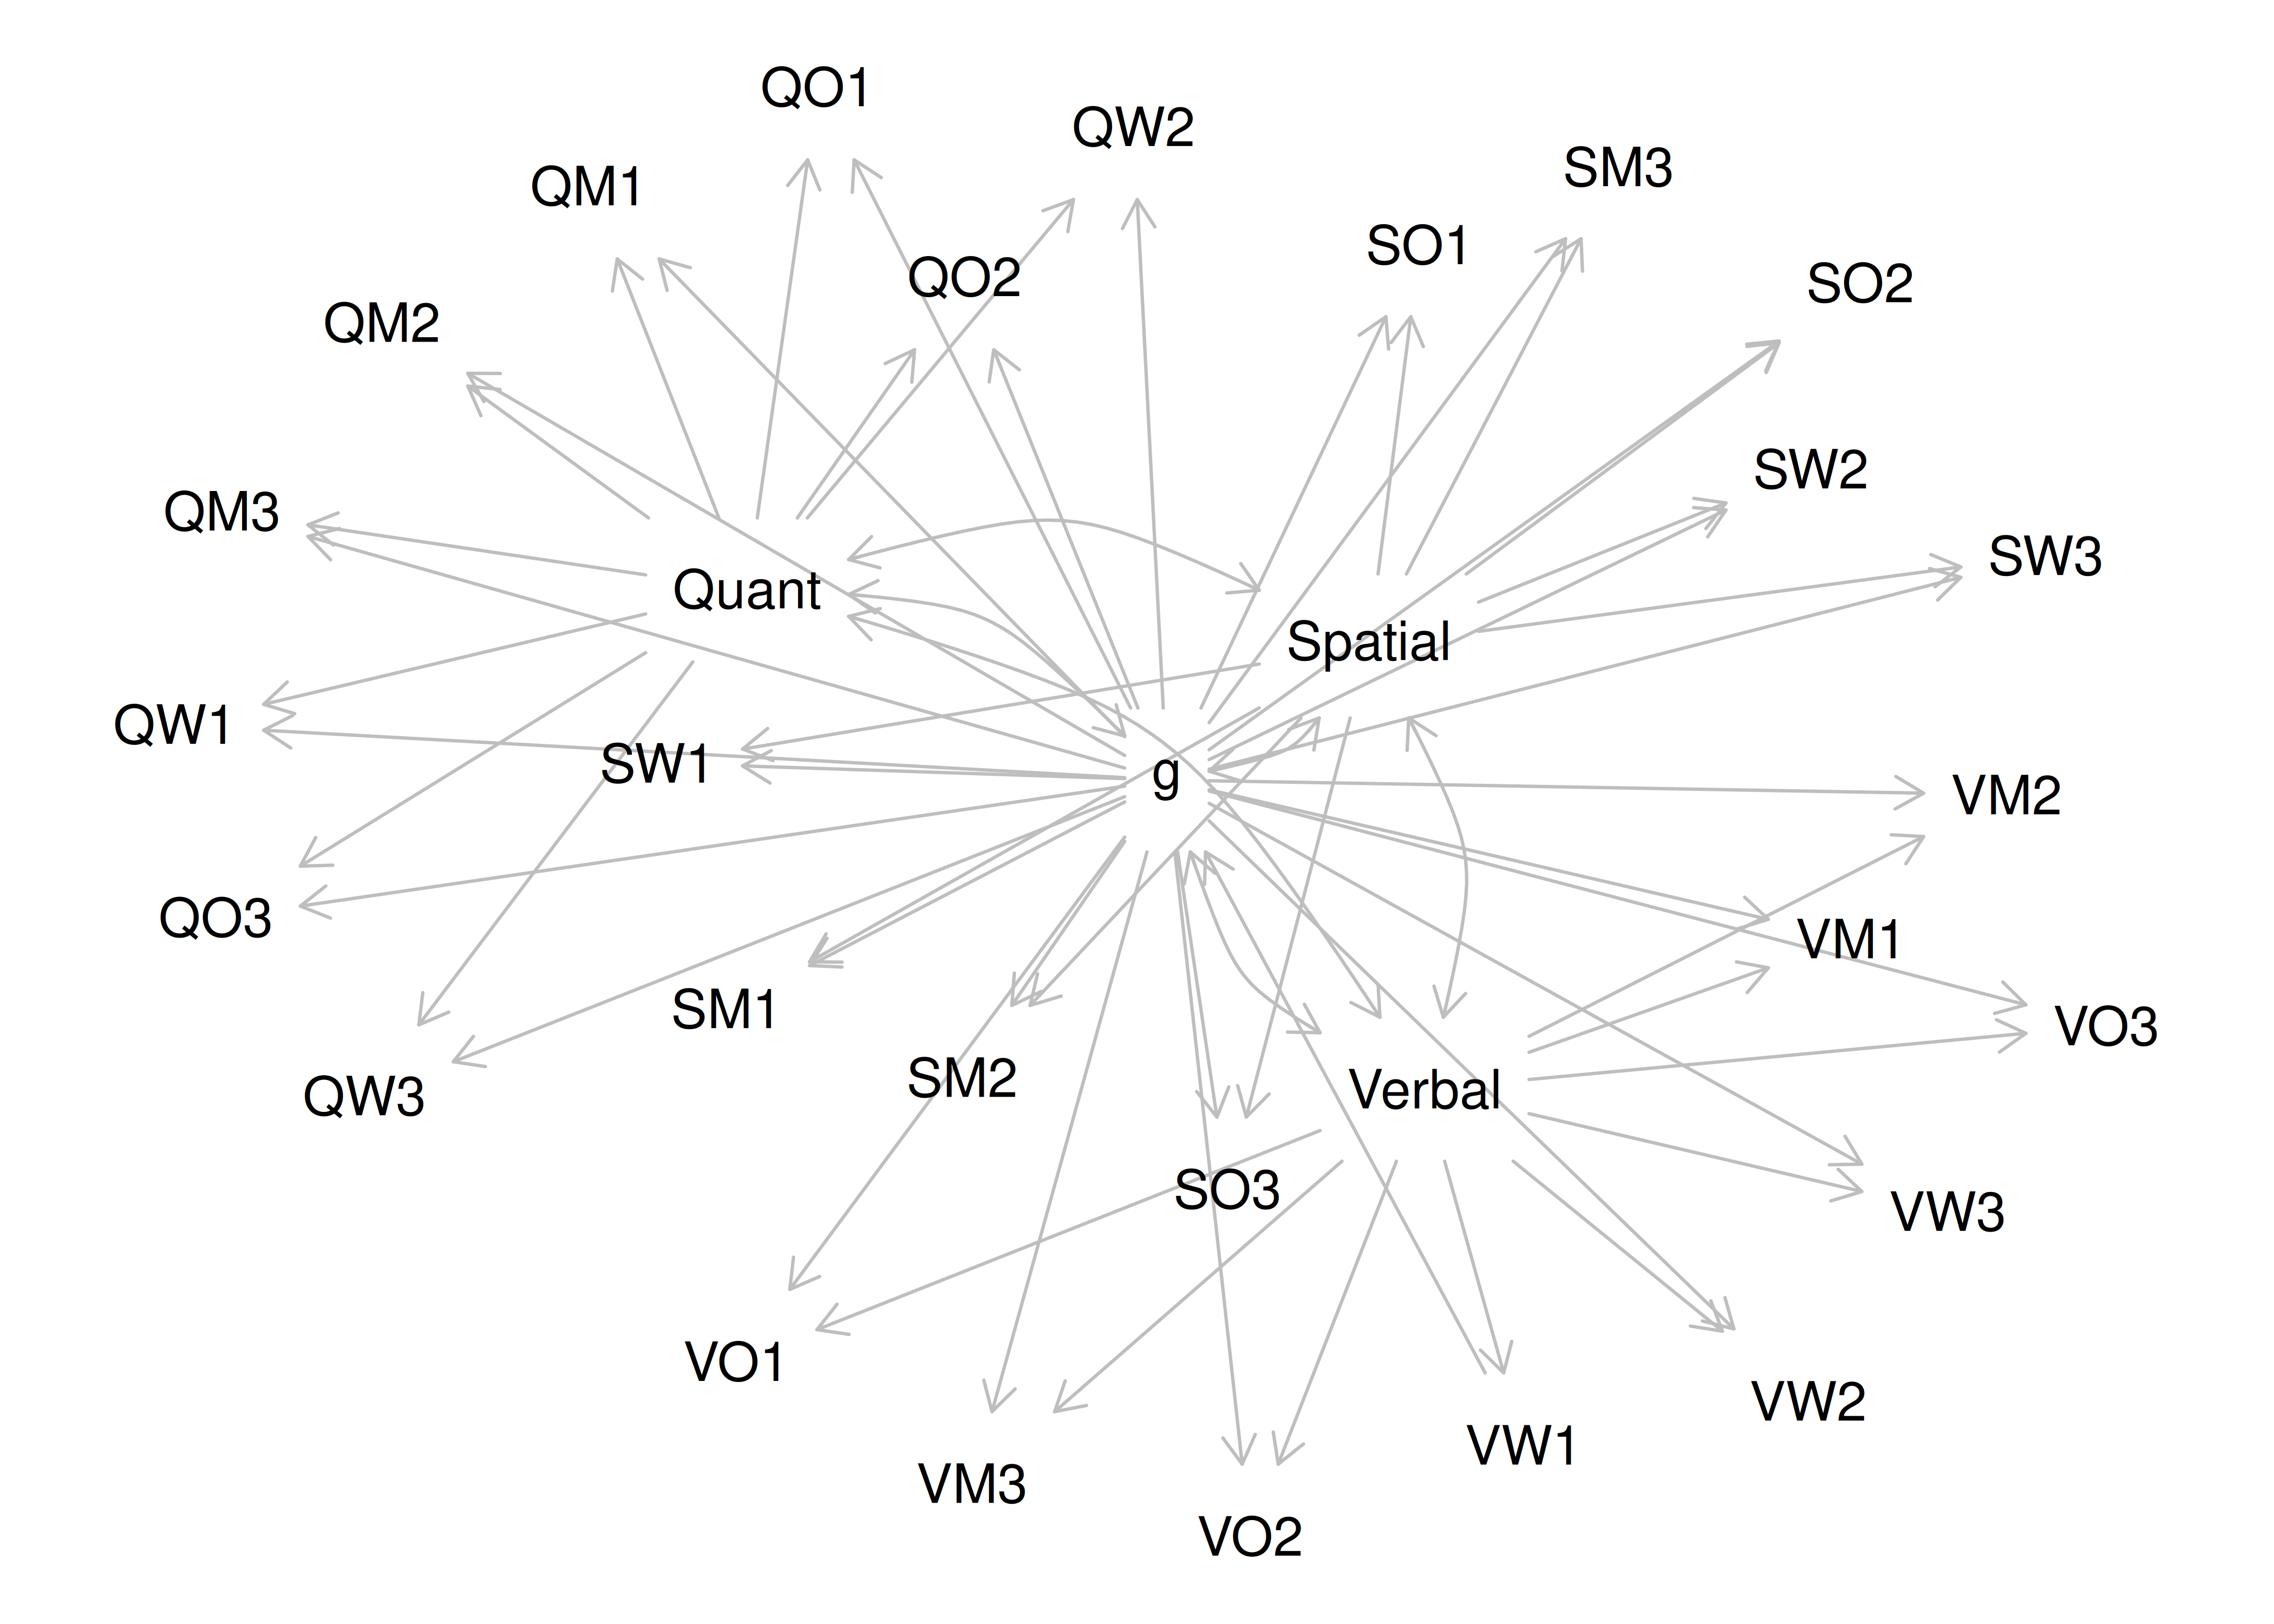 QO1
QW2
SM3
QM1
SO1
QO2
SO2
QM2
SW2
QM3
SW3
Quant
Spatial
QW1
SW1
g
VM2
QO3
VM1
SM1
VO3
SM2
Verbal
QW3
SO3
VW3
VO1
VW2
VW1
VM3
VO2